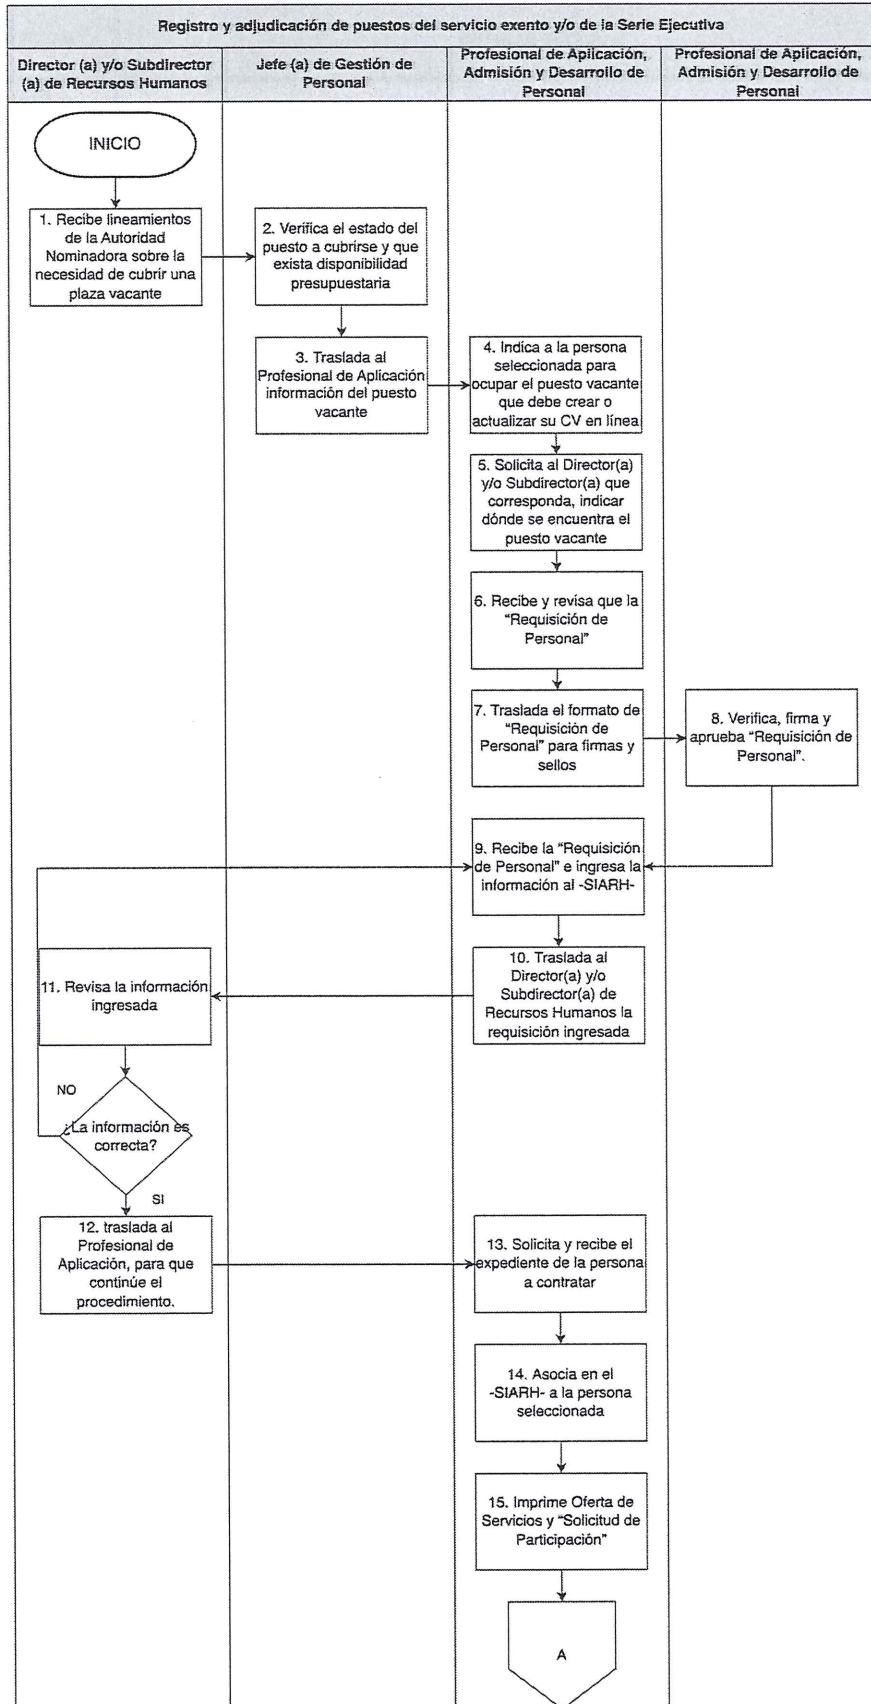 Registro y adjudicación de puestos del servicio exento y/o de la Serie Ejecutiva
Director (a) y/o Subdirector
(a) de Recursos Humanos
Jefe (a) de Gestión de
Personal
Profesional de Aplicación,
Admisión y Desarrollo de
Personal
Profesional de Aplicación,
Admisión y Desarrollo de
Personal
INICIO
1. Recibe lineamientos
de la Autoridad
Nominadora sobre la
necesidad de cubrir una
plaza vacante
2. Verifica el estado del
puesto a cubrirse y que
exista disponibilidad
presupuestaria
3. Traslada al
Profesional de Aplicación
información del puesto
vacante
4. Indica a la persona
seleccionada para
ocupar el puesto vacante
que debe crear o
actualizar su CV en línea
5. Solicita al Director(a)
y/o Subdirector(a) que
corresponda, indicar
dónde se encuentra el
puesto vacante
6. Recibe y revisa que la
“Requisición de
Personal”
7. Traslada el formato de
“Requisición de
Personal” para firmas y
sellos
8. Verifica, firma y
aprueba “Requisición de
Personal”.
9. Recibe la “Requisición
de Personal” e ingresa la
información al -SIARH-
10. Traslada al
Director(a) y/o
Subdirector(a) de
Recursos Humanos la
requisición ingresada
11. Revisa la información
ingresada
NO
¿La información es
correcta?
SI
12. traslada al
Profesional de
Aplicación, para que
continúe el
procedimiento.
13. Solicita y recibe el
expediente de la persona
a contratar
14. Asocia en el
-SIARH- a la persona
seleccionada
15. Imprime Oferta de
Servicios y “Solicitud de
Participación”
A